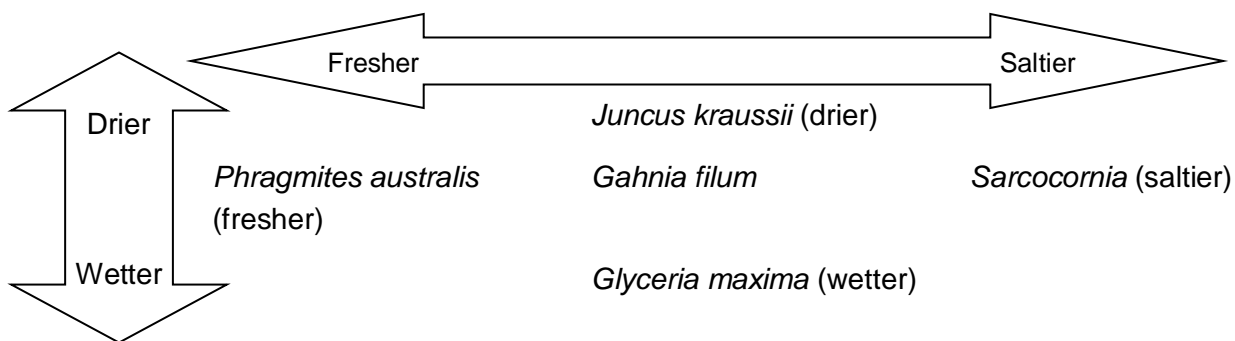 Fresher Saltier
Drier
Juncus kraussii (drier)
Phragmites australis Gahnia filum Sarcocornia (saltier)
(fresher)
Wetter
Glyceria maxima (wetter)